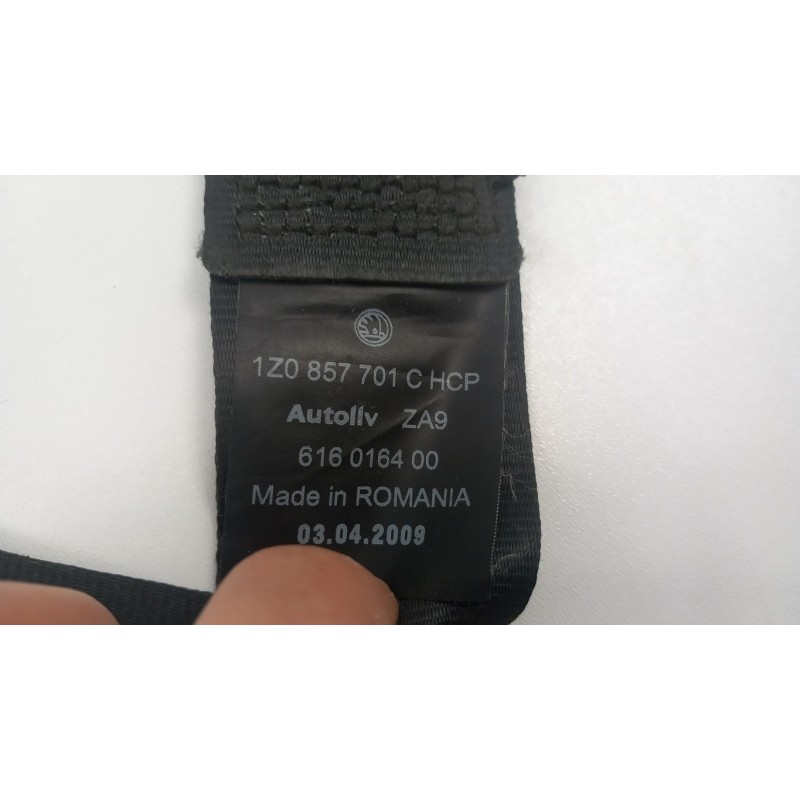 1Z0 857 701 C HCP
Autoliv ZA9
616 0164 00
Made in ROMANIA
03.04.2009